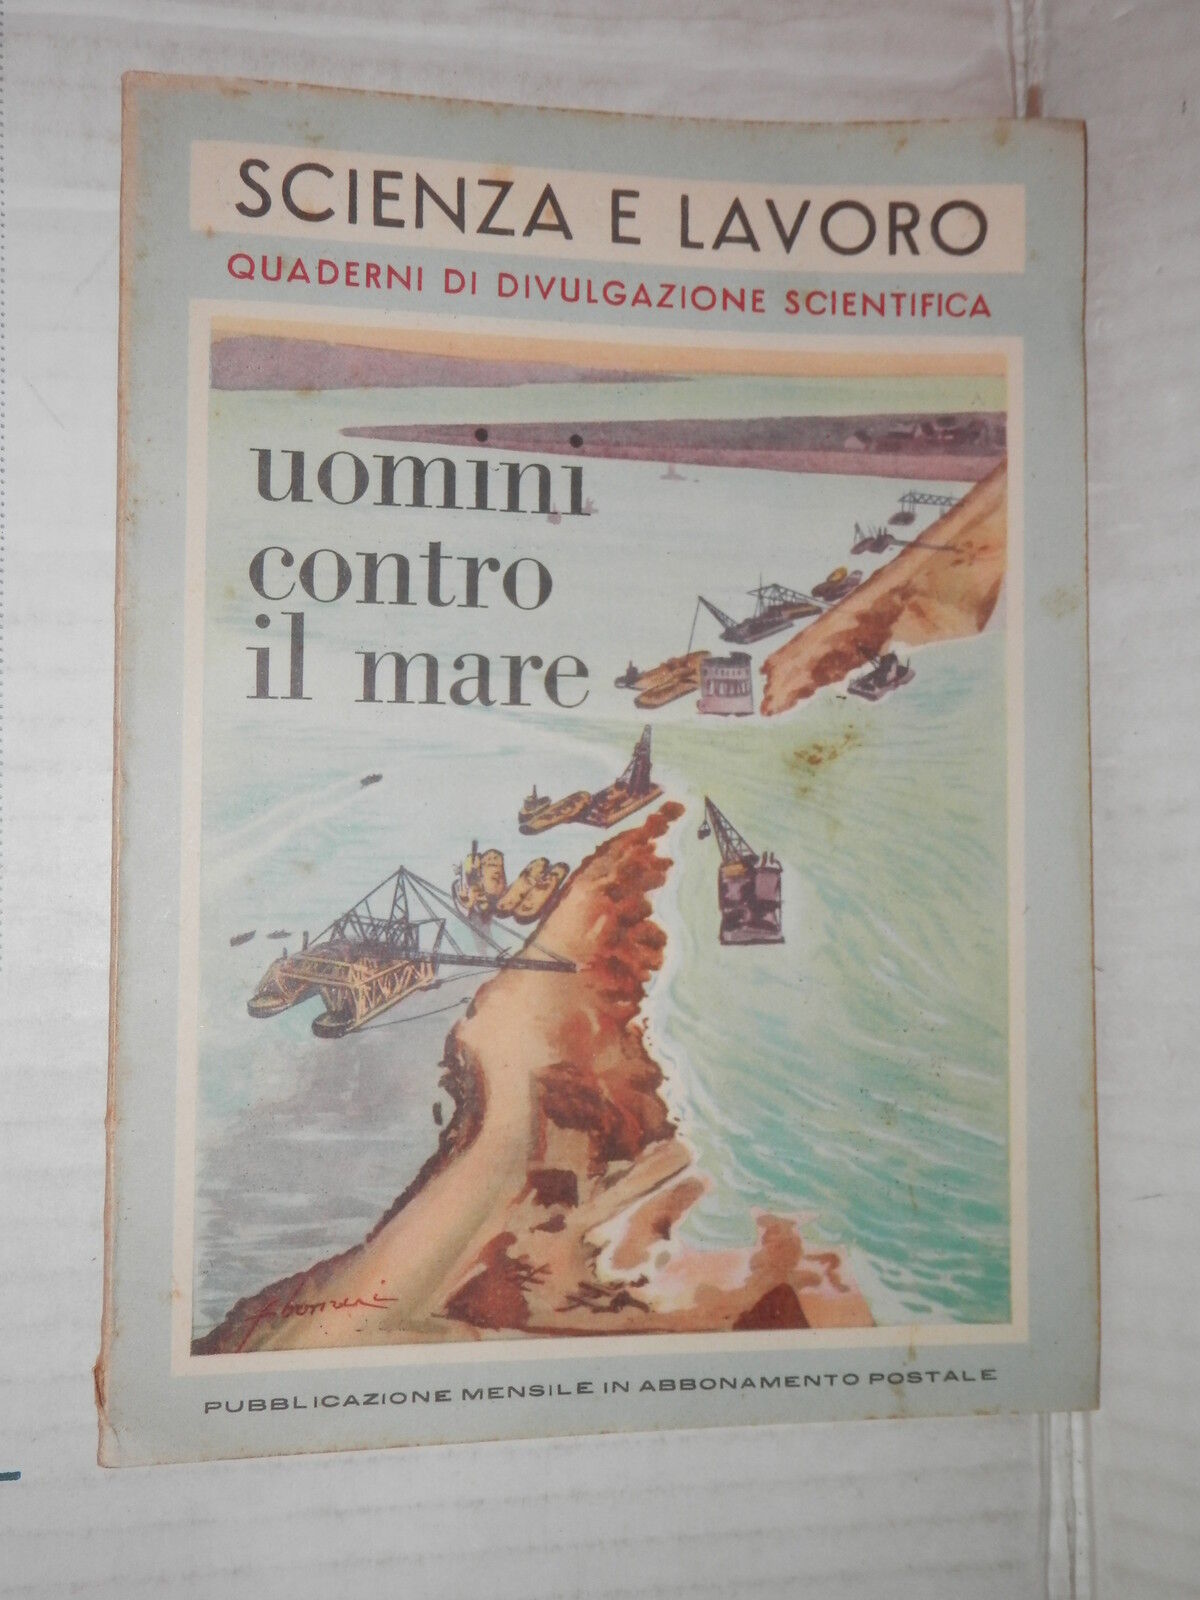 SCIENZA E LAVORO
QUADERNI DI DIVULGAZIONE SCIENTIFICA
uomini
contro
il mare
PUBBLICAZIONE MENSILE IN ABBONAMENTO POSTALE